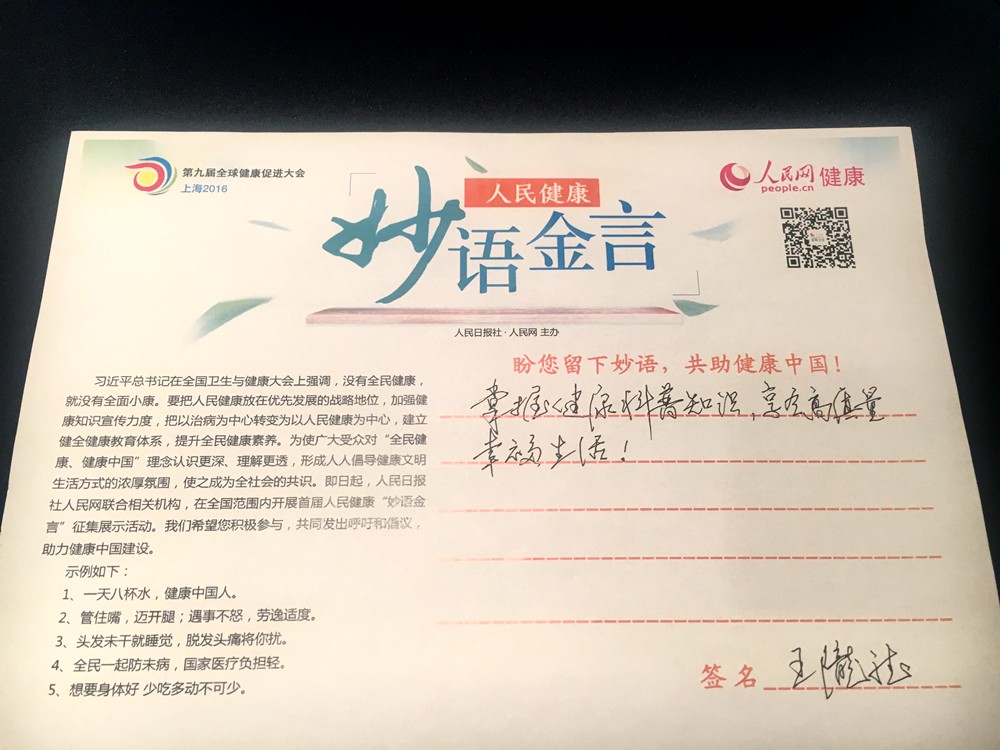 第九届全球健康促进大会
上海2016
人民健康
妙语金言
人民网 健康
people.cn
人民日报社·人民网 主办
习近平总书记在全国卫生与健康大会上强调，没有全民健康，
就没有全面小康。要把人民健康放在优先发展的战略地位，加强健
康知识宣传力度，把以治病为中心转变为以人民健康为中心，建立
健全健康教育体系，提升全民健康素养。为使广大受众对“全民健
康、健康中国”理念认识更深、理解更透，形成人人倡导健康文明
生活方式的浓厚氛围，使之成为全社会的共识。即日起，人民日报
社人民网联合相关机构，在全国范围内开展首届人民健康“妙语金
言”征集展示活动。我们希望您积极参与，共同发出呼吁和倡议，
助力健康中国建设。
示例如下：
1、一天八杯水，健康中国人。
2、管住嘴，迈开腿；遇事不怒，劳逸适度。
3、头发未干就睡觉，脱发头痛将你扰。
4、全民一起防未病，国家医疗负担轻。
5、想要身体好 少吃多动不可少。
盼您留下妙语，共助健康中国！
掌握健康科普知识，享受高质量
幸福生活！
签名 王陇德